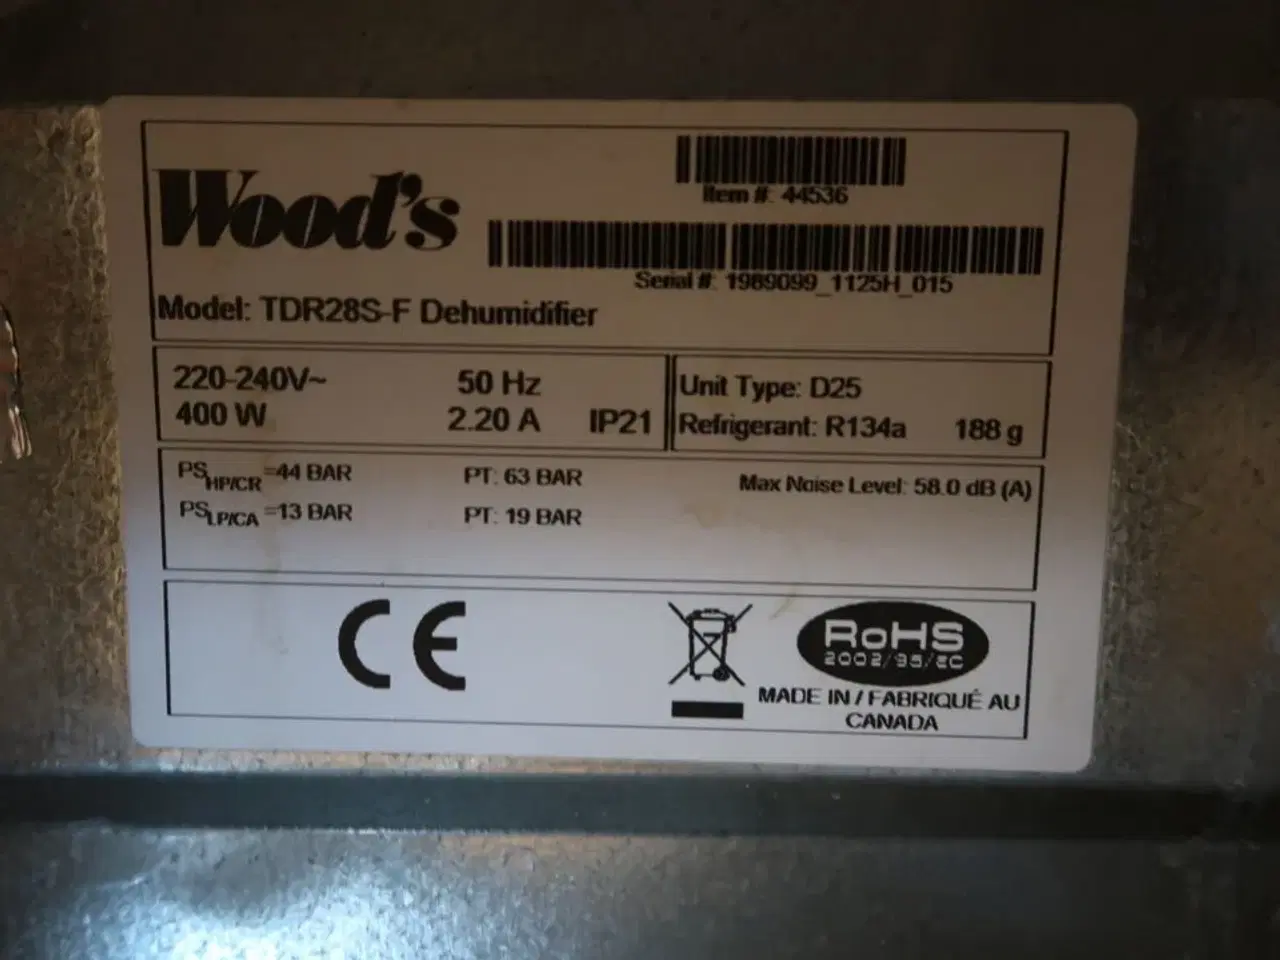 Wood's
Item #: 44536
Serial #: 1989099_1125H_015
Model: TDR28S-F Dehumidifier
220-240V~ 50 Hz
400 W 2.20 A IP21
Unit Type: D25
Refrigerant: R134a 188 g
PS HP/CR =44 BAR PT: 63 BAR Max Noise Level: 58.0 dB (A)
PS LP/CA =13 BAR PT: 19 BAR
CE
RoHS
2002/95/EC
MADE IN / FABRIQUÉ AU
CANADA